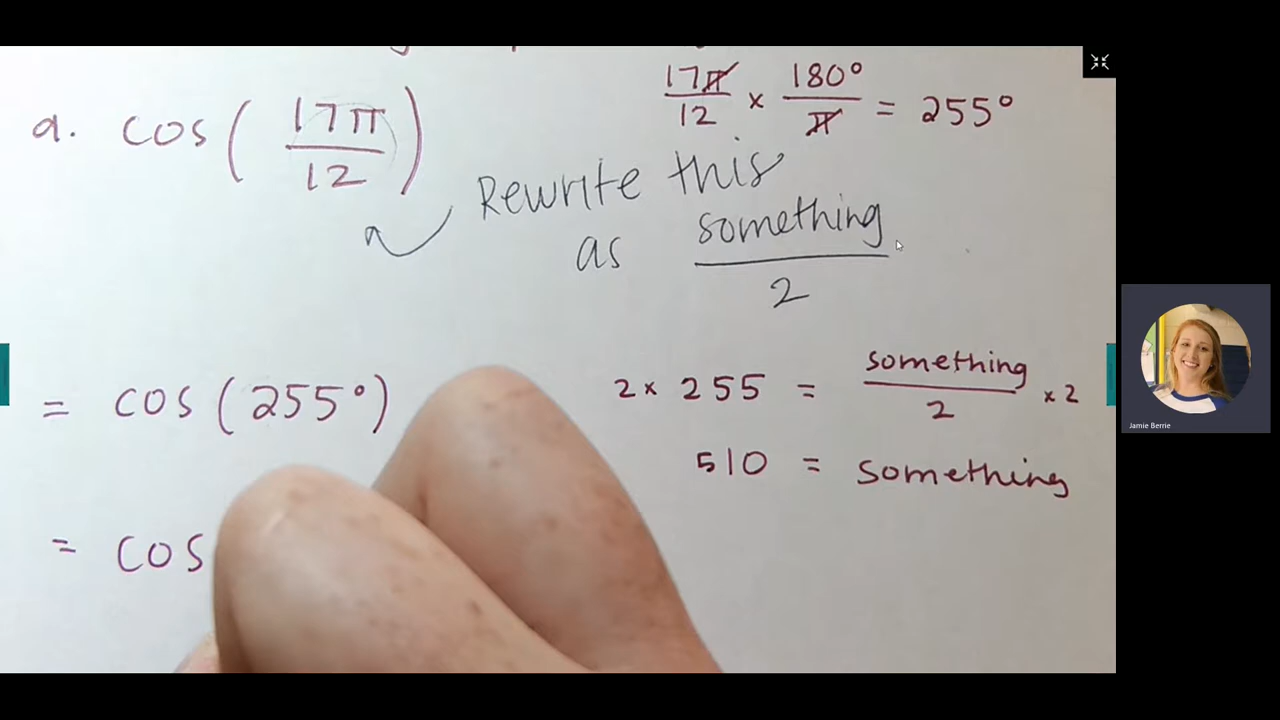 a. cos(17π/12)
17π/12 × 180°/π = 255°
Rewrite this
as something/2
= cos(255°)
2 × 255 = something/2 × 2
510 = something
= cos
Jamie Berrie